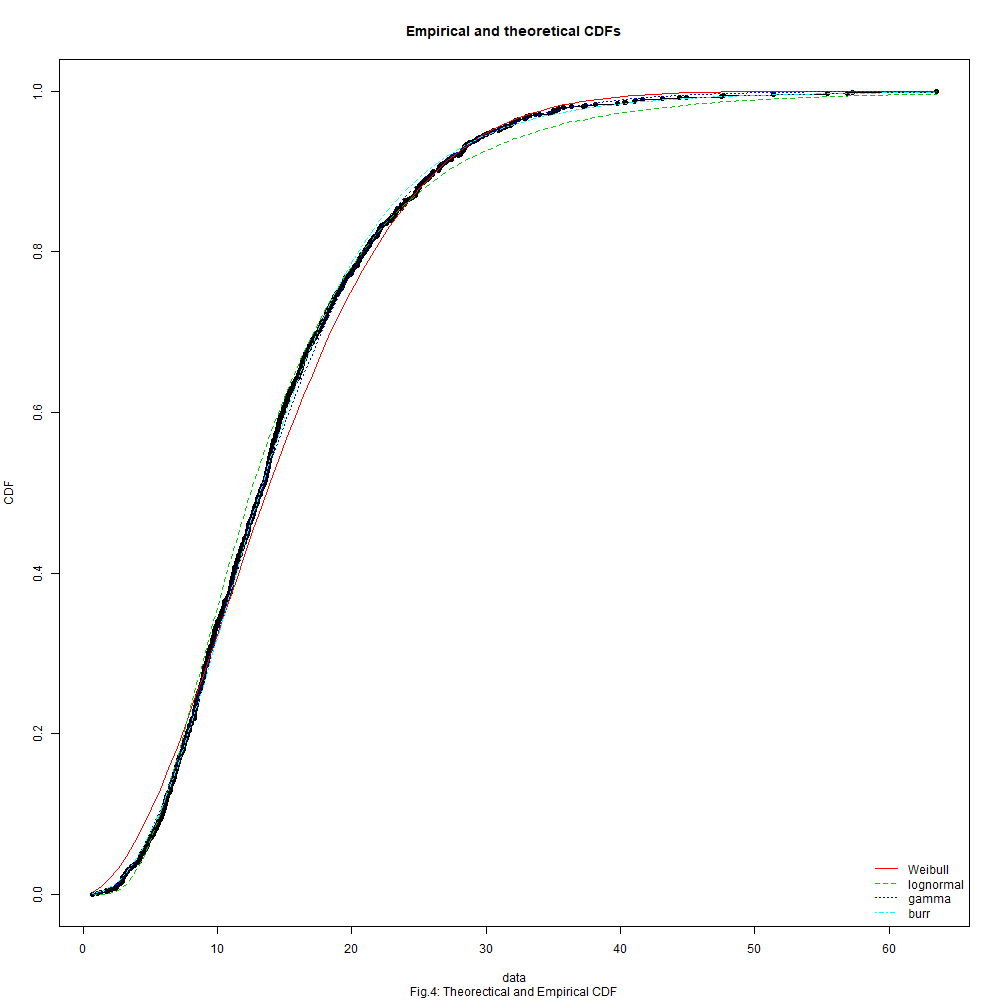 Empirical and theoretical CDFs
CDF
1.0
0.8
0.6
0.4
0.2
0.0
Weibull
lognormal
gamma
burr
0 10 20 30 40 50 60
data
Fig.4: Theorectical and Empirical CDF